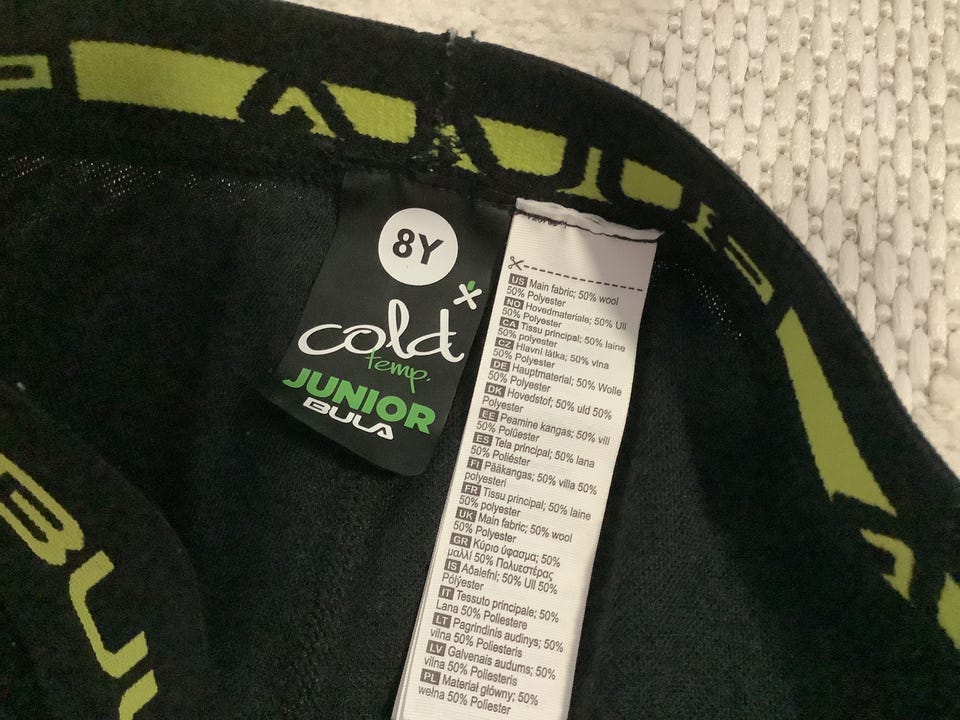 8Y
cold
temp.
JUNIOR
BULA
US Main fabric; 50% wool
50% Polyester
NO Hovedmateriale; 50% Ull
50% Polyester
CA Tissu principal; 50% laine
50% polyester
CZ Hlavní látka; 50% vlna
50% Polyester
DE Hauptmaterial; 50% Wolle
50% Polyester
DK Hovedstof; 50% uld 50%
Polyester
EE Peamine kangas; 50% vill
50% Polüester
ES Tela principal; 50% lana
50% Poliéster
FI Pääkangas; 50% villa 50%
polyesteri
FR Tissu principal; 50% laine
50% polyester
UK Main fabric; 50% wool
50% Polyester
GR Κύριο ύφασμα; 50%
μαλλί 50% Πολυεστέρας
IS Aðalefni; 50% Ull 50%
Pólýester
IT Tessuto principale; 50%
Lana 50% Poliestere
LT Pagrindinis audinys; 50%
vilna 50% Poliesteris
LV Galvenais audums; 50%
vilna 50% Poliesteris
PL Materiał główny; 50%
wełna 50% Poliester
BUL